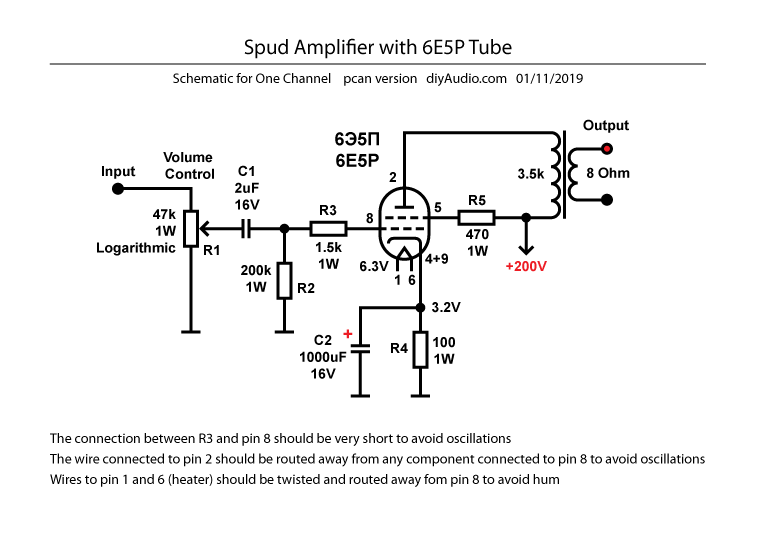 Spud Amplifier with 6E5P Tube
Schematic for One Channel pcan version diyAudio.com 01/11/2019
6Э5П
6E5P
Output
2
Input
Volume
Control
C1
2uF
16V
3.5k
8 Ohm
47k
1W
Logarithmic
R1
R3
8
5
R5
1.5k
1W
470
1W
200k
1W
R2
6.3V
1 6
4+9
+200V
3.2V
C2
1000uF
16V
+
R4
100
1W
The connection between R3 and pin 8 should be very short to avoid oscillations
The wire connected to pin 2 should be routed away from any component connected to pin 8 to avoid oscillations
Wires to pin 1 and 6 (heater) should be twisted and routed away fom pin 8 to avoid hum